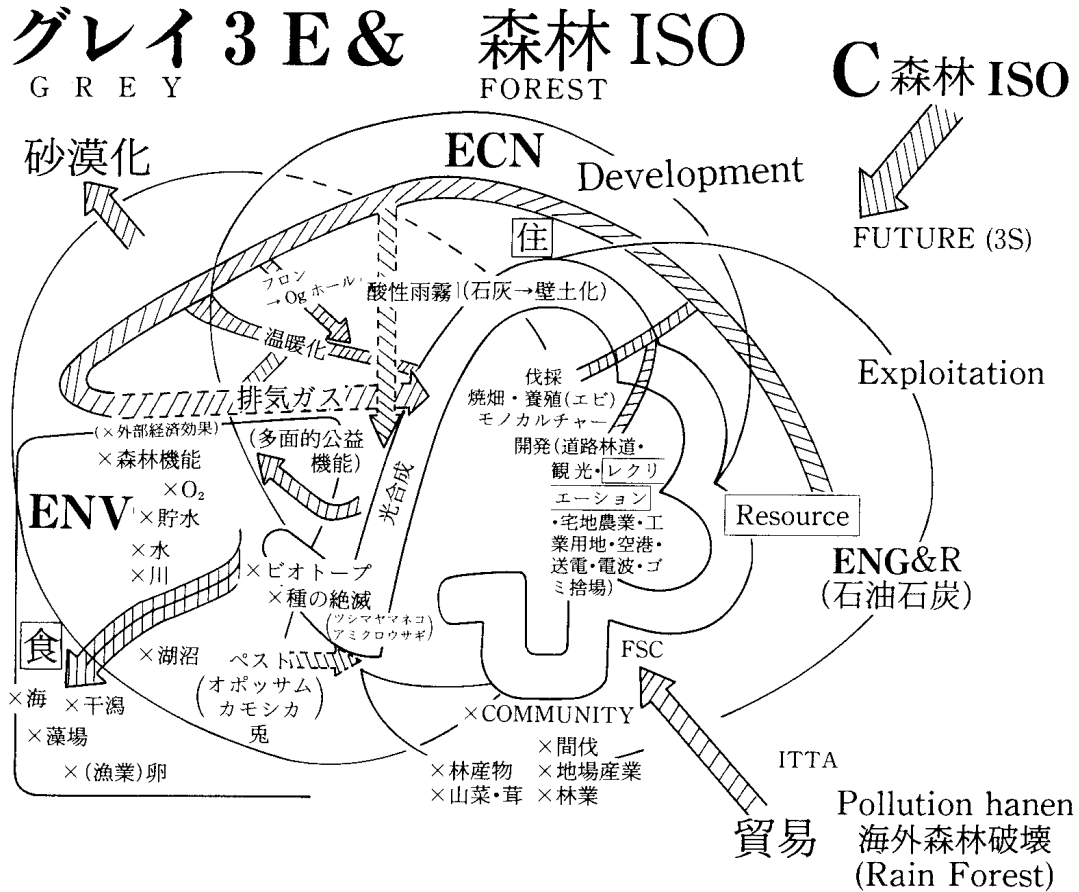 グレイ3E& 森林ISO
GREY FOREST
C森林ISO
砂漠化
ECN
Development
FUTURE (3S)
住
フロン
→Ogホール
酸性雨霧 (石灰→壁土化)
温暖化
Exploitation
伐採
焼畑・養殖(エビ)
モノカルチャー
開発(道路林道・
観光・レクリ
エーション
・宅地農業・工
業用地・空港・
送電・電波・ゴ
ミ捨場)
排気ガス
(×外部経済効果)
(多面的公益
機能)
×森林機能
×O₂
ENV
×貯水
×水
×川
光合成
Resource
ENG&R
(石油石炭)
×ビオトープ
×種の絶滅
(ツシマヤマネコ
アミクロウサギ)
食
×湖沼
ペスト
(オポッサム
カモシカ)
兎
×海 ×干潟
×藻場
×(漁業)卵
FSC
×COMMUNITY
×間伐
×林産物 ×地場産業
×山菜・茸 ×林業
ITTA
貿易
Pollution hanen
海外森林破壊
(Rain Forest)